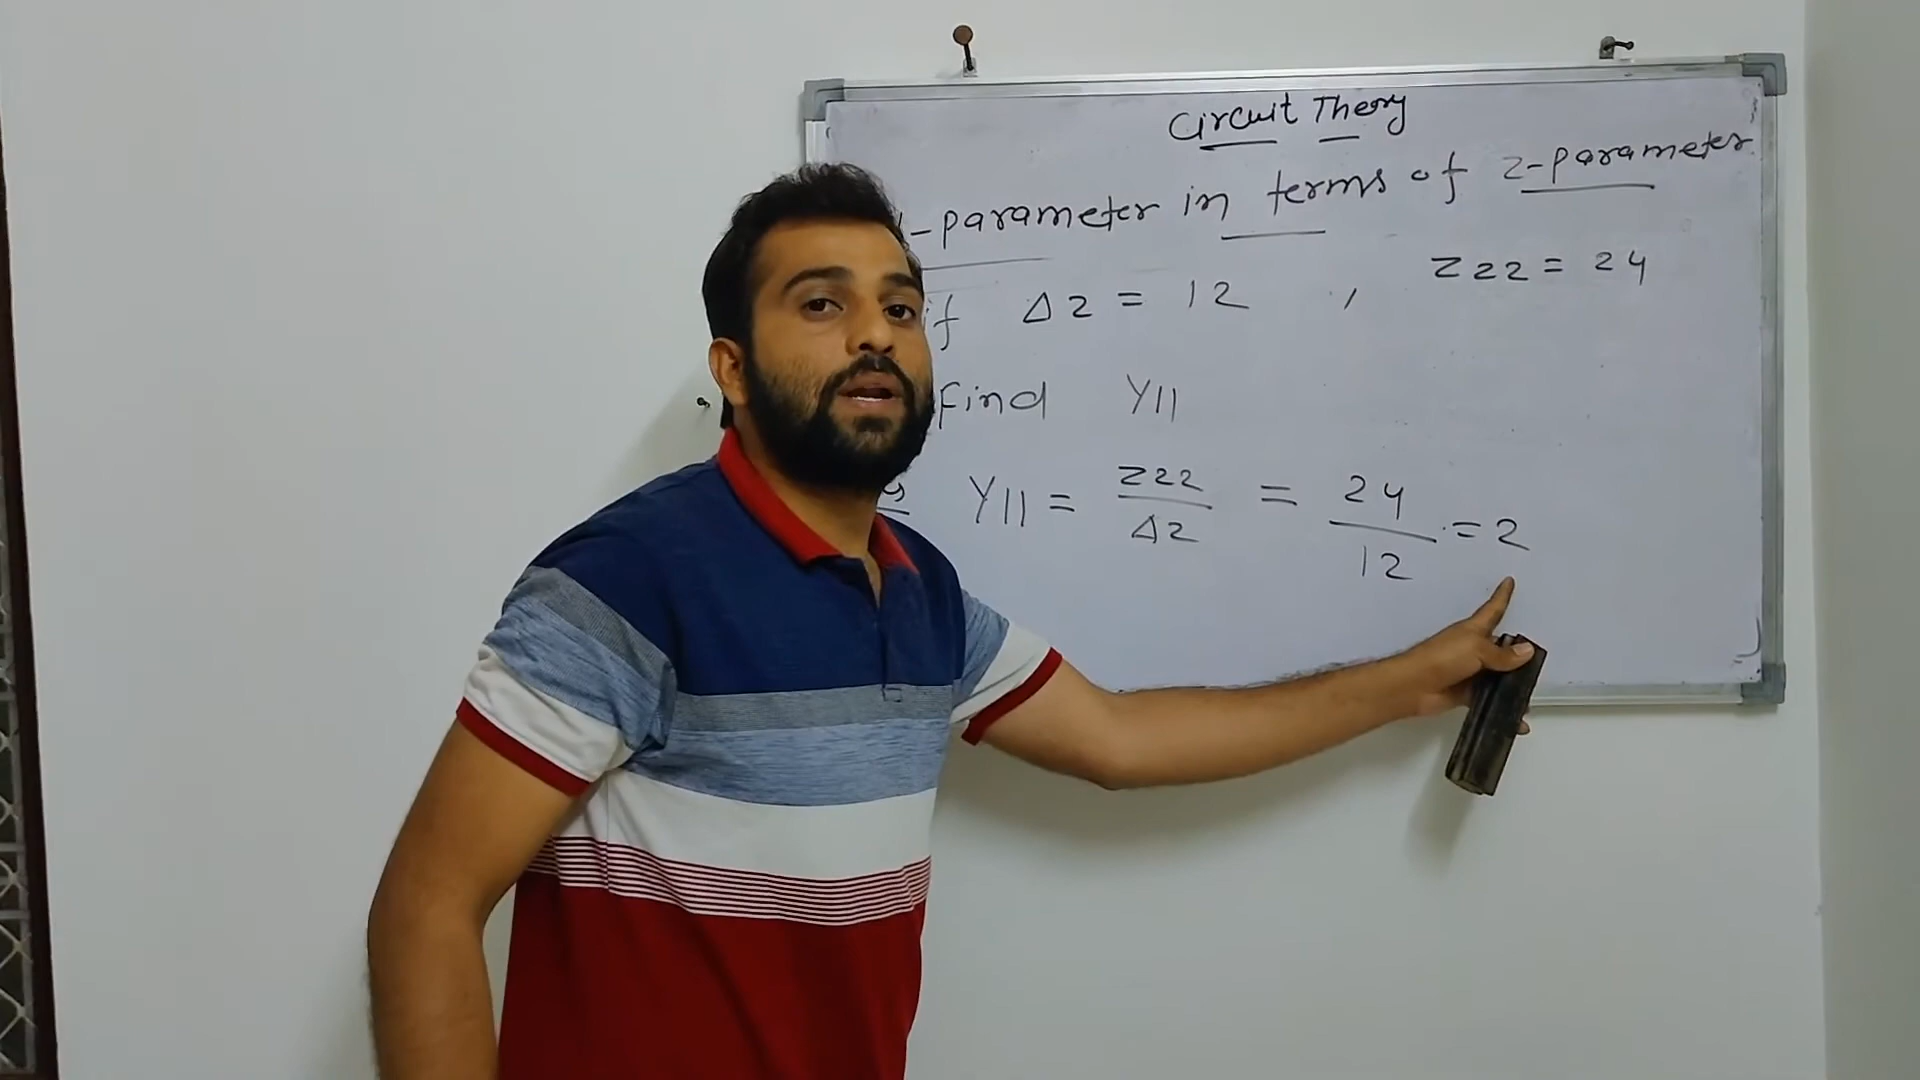 Circuit Theory
-parameter in terms of Z-parameter
if ΔZ = 12 , Z22 = 24
Find Y11
Y11 = Z22/ΔZ = 24/12 = 2